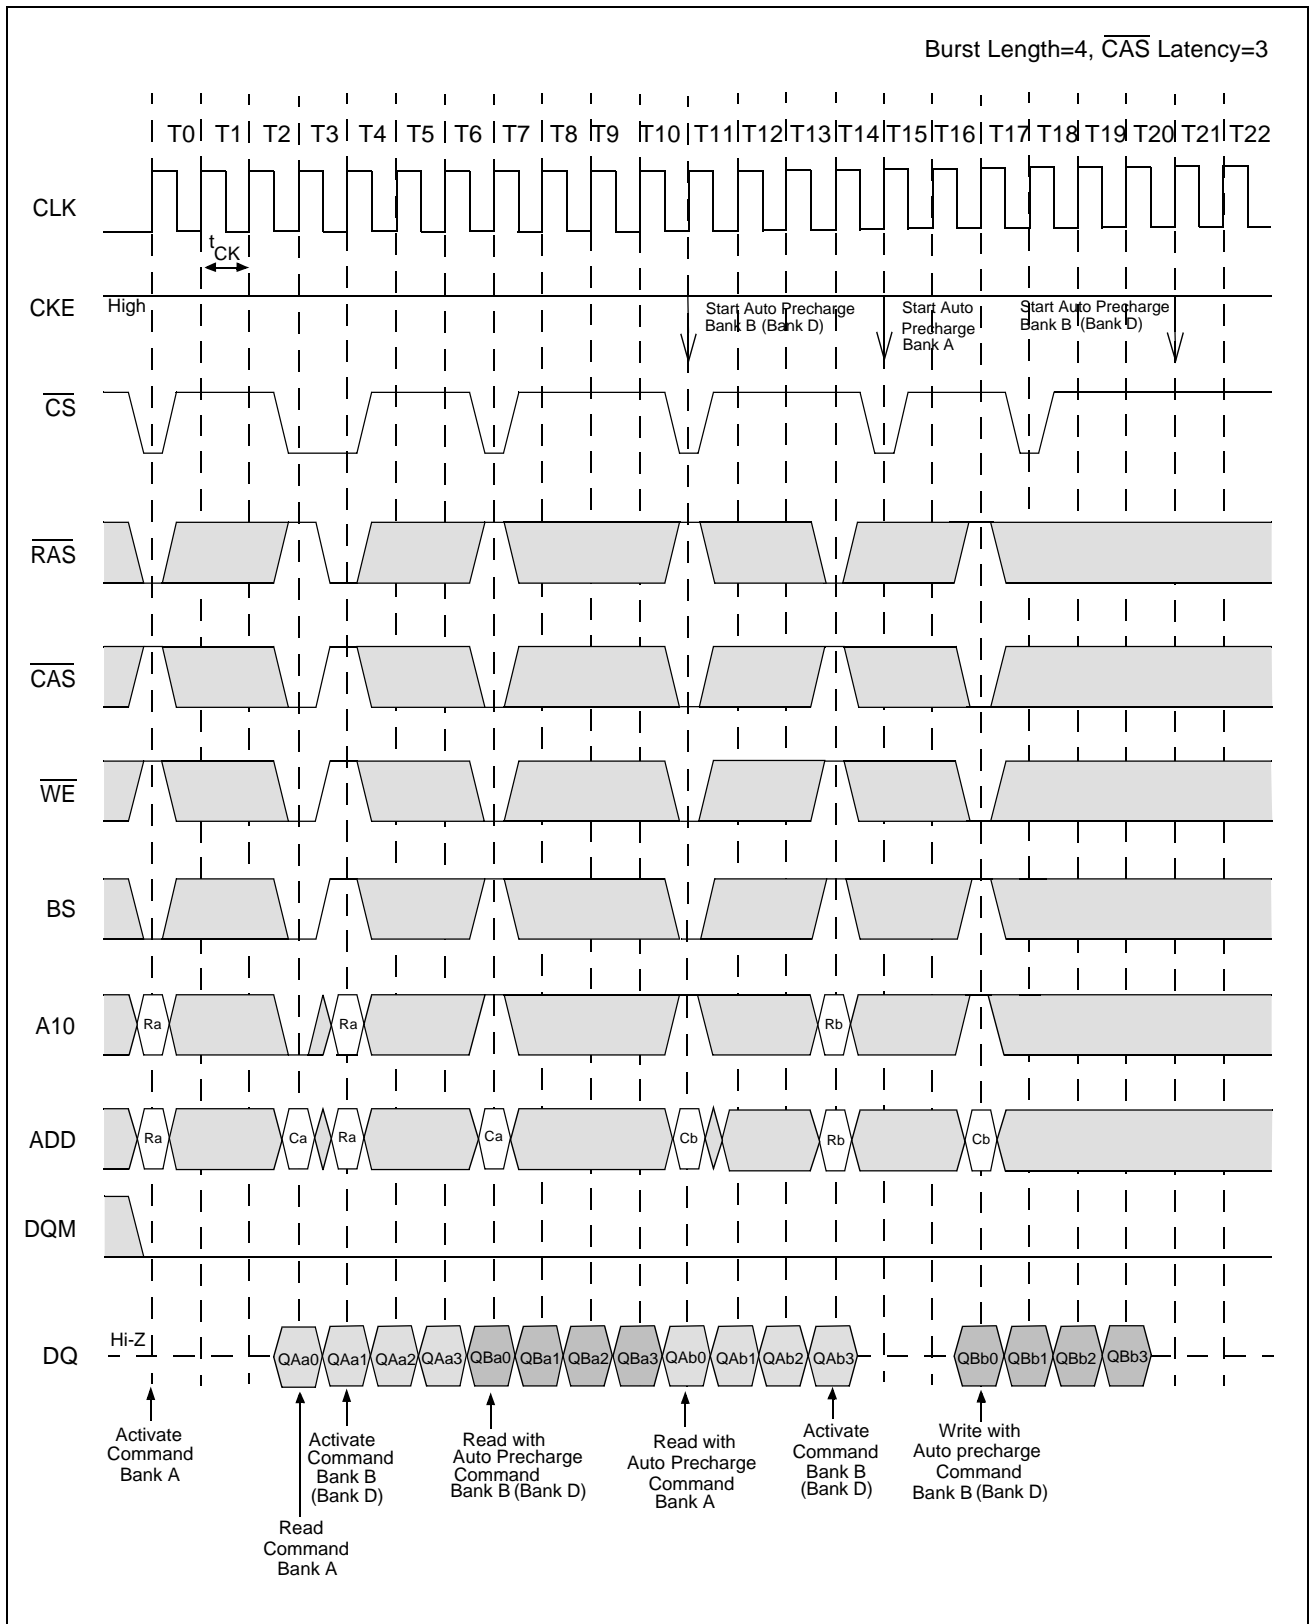 Burst Length=4, CAS Latency=3
T0 T1 T2 T3 T4 T5 T6 T7 T8 T9 T10 T11 T12 T13 T14 T15 T16 T17 T18 T19 T20 T21 T22
CLK
tCK
CKE
High
Start Auto Precharge
Bank B (Bank D)
Start Auto
Precharge
Bank A
Start Auto Precharge
Bank B (Bank D)
CS
RAS
CAS
WE
BS
A10
Ra Ra Rb
ADD
Ra Ca Ra Ca Cb Rb Cb
DQM
DQ
Hi-Z
QAa0 QAa1 QAa2 QAa3 QBa0 QBa1 QBa2 QBa3 QAb0 QAb1 QAb2 QAb3 QBb0 QBb1 QBb2 QBb3
Activate
Command
Bank A
Read
Command
Bank A
Activate
Command
Bank B
(Bank D)
Read with
Auto Precharge
Command
Bank B (Bank D)
Read with
Auto Precharge
Command
Bank A
Activate
Command
Bank B
(Bank D)
Write with
Auto precharge
Command
Bank B (Bank D)